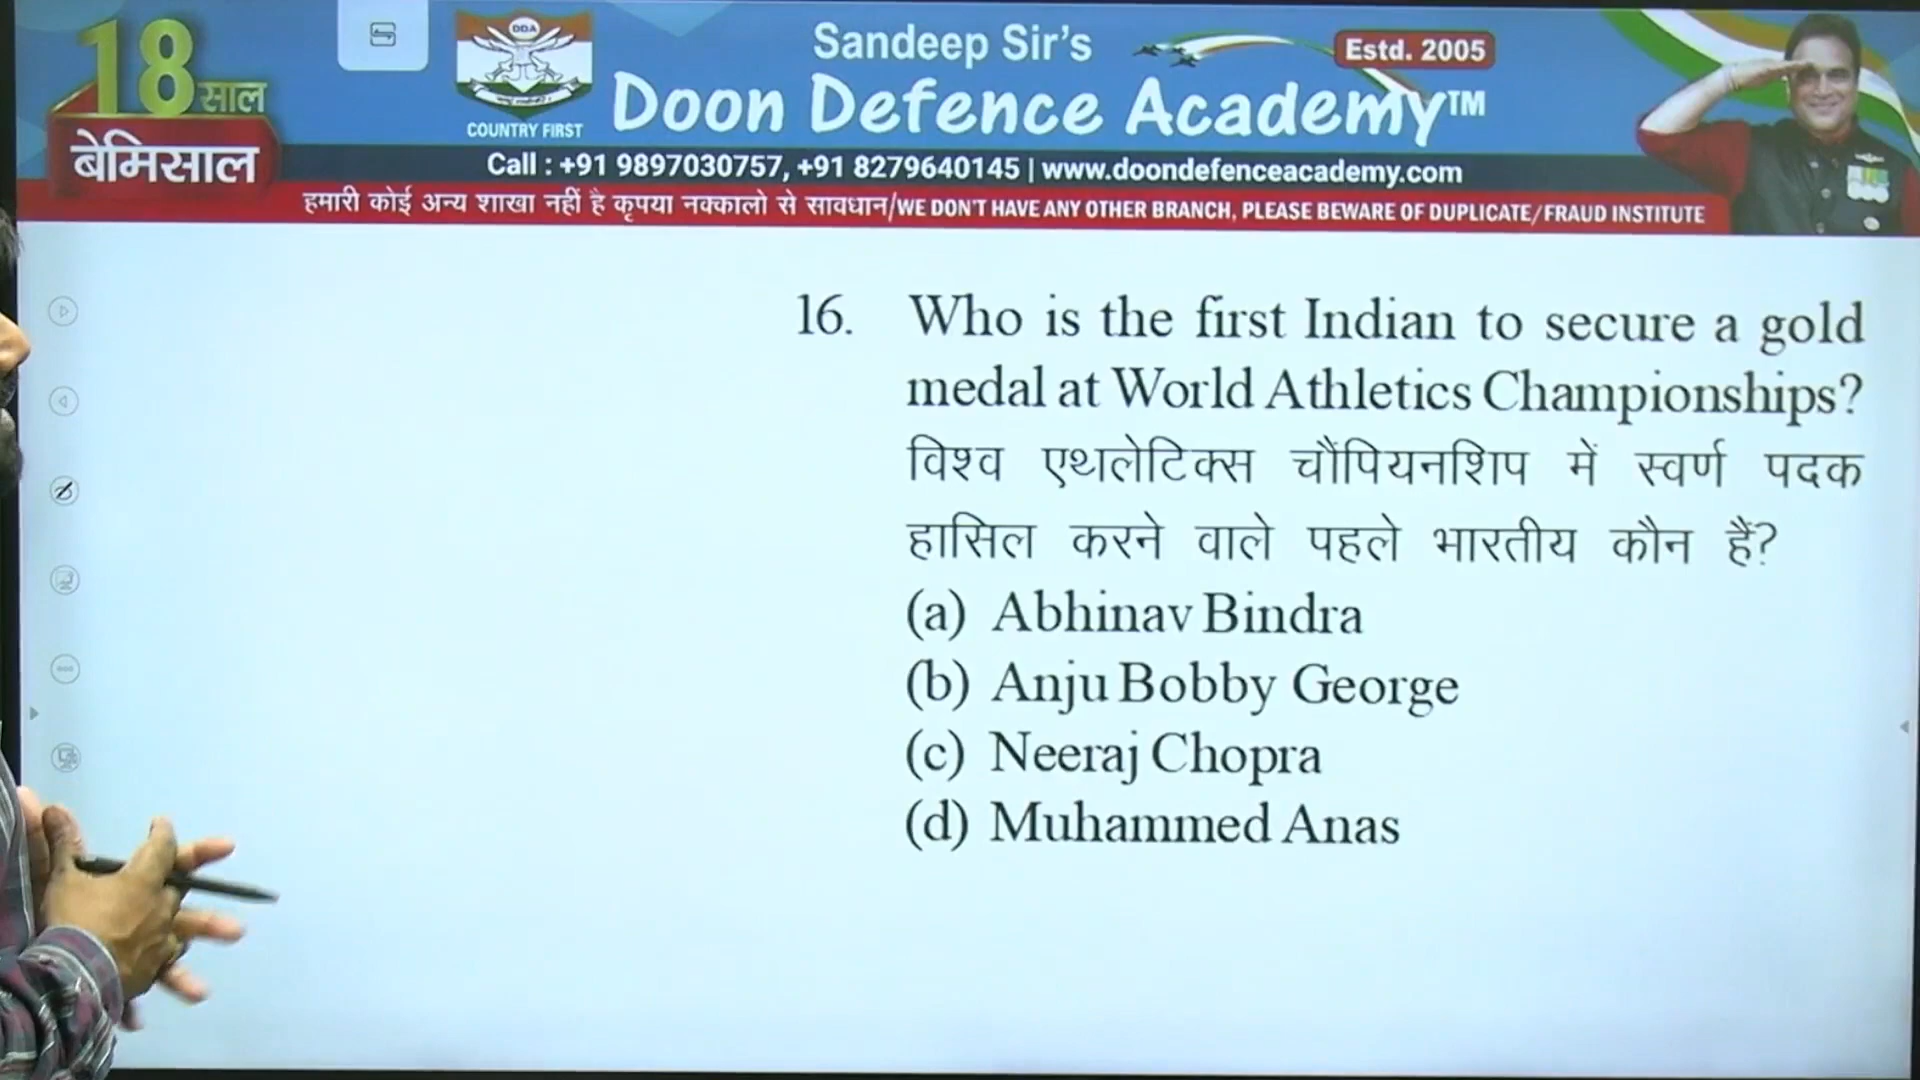 18 साल
बेमिसाल
DDA
COUNTRY FIRST
Sandeep Sir's
Estd. 2005
Doon Defence Academy™
Call : +91 9897030757, +91 8279640145 | www.doondefenceacademy.com
हमारी कोई अन्य शाखा नहीं है कृपया नक्कालो से सावधान/WE DON'T HAVE ANY OTHER BRANCH, PLEASE BEWARE OF DUPLICATE/FRAUD INSTITUTE
16. Who is the first Indian to secure a gold
medal at World Athletics Championships?
विश्व एथलेटिक्स चौंपियनशिप में स्वर्ण पदक
हासिल करने वाले पहले भारतीय कौन हैं?
(a) Abhinav Bindra
(b) Anju Bobby George
(c) Neeraj Chopra
(d) Muhammed Anas